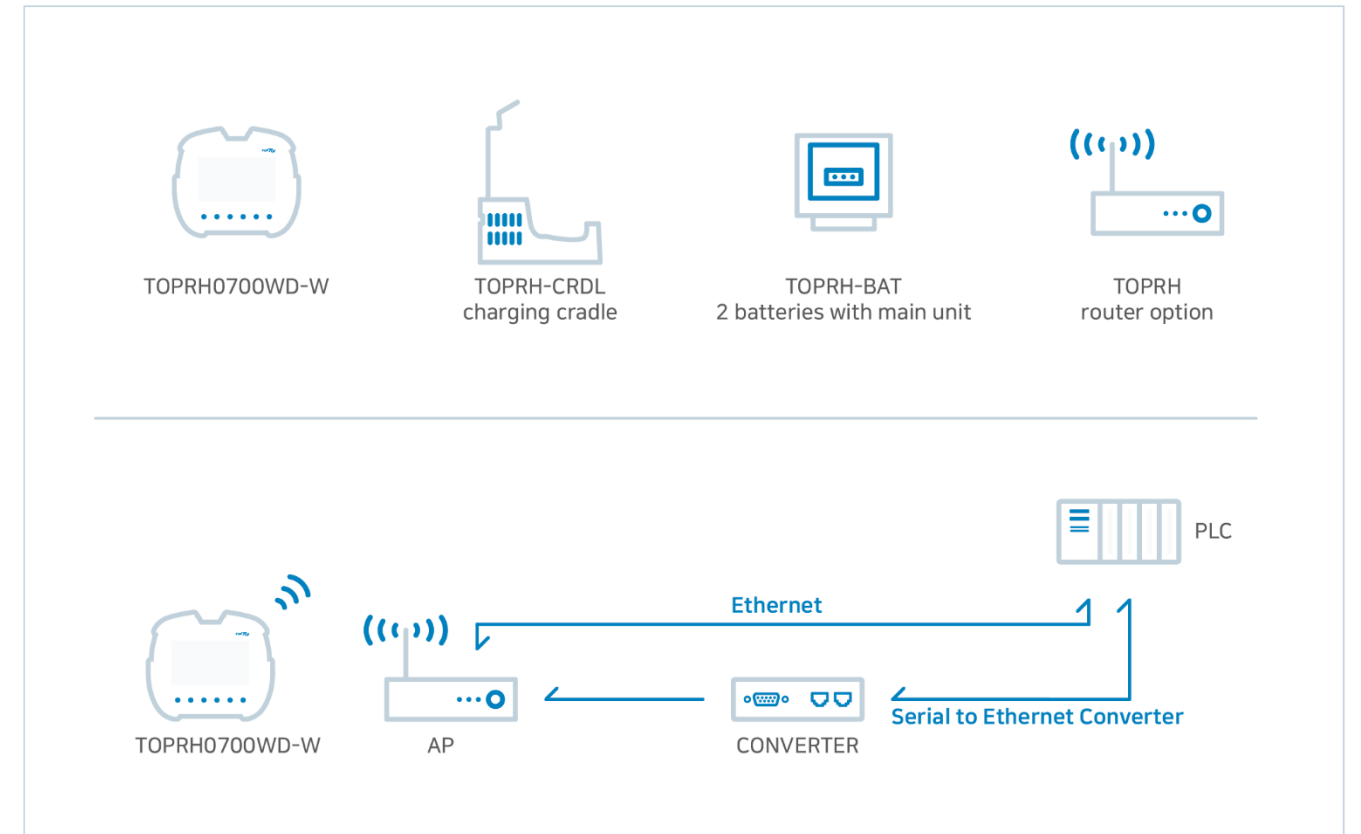 TOPRH0700WD-W
TOPRH-CRDL
charging cradle
TOPRH-BAT
2 batteries with main unit
TOPRH
router option
PLC
Ethernet
Serial to Ethernet Converter
TOPRH0700WD-W
AP
CONVERTER